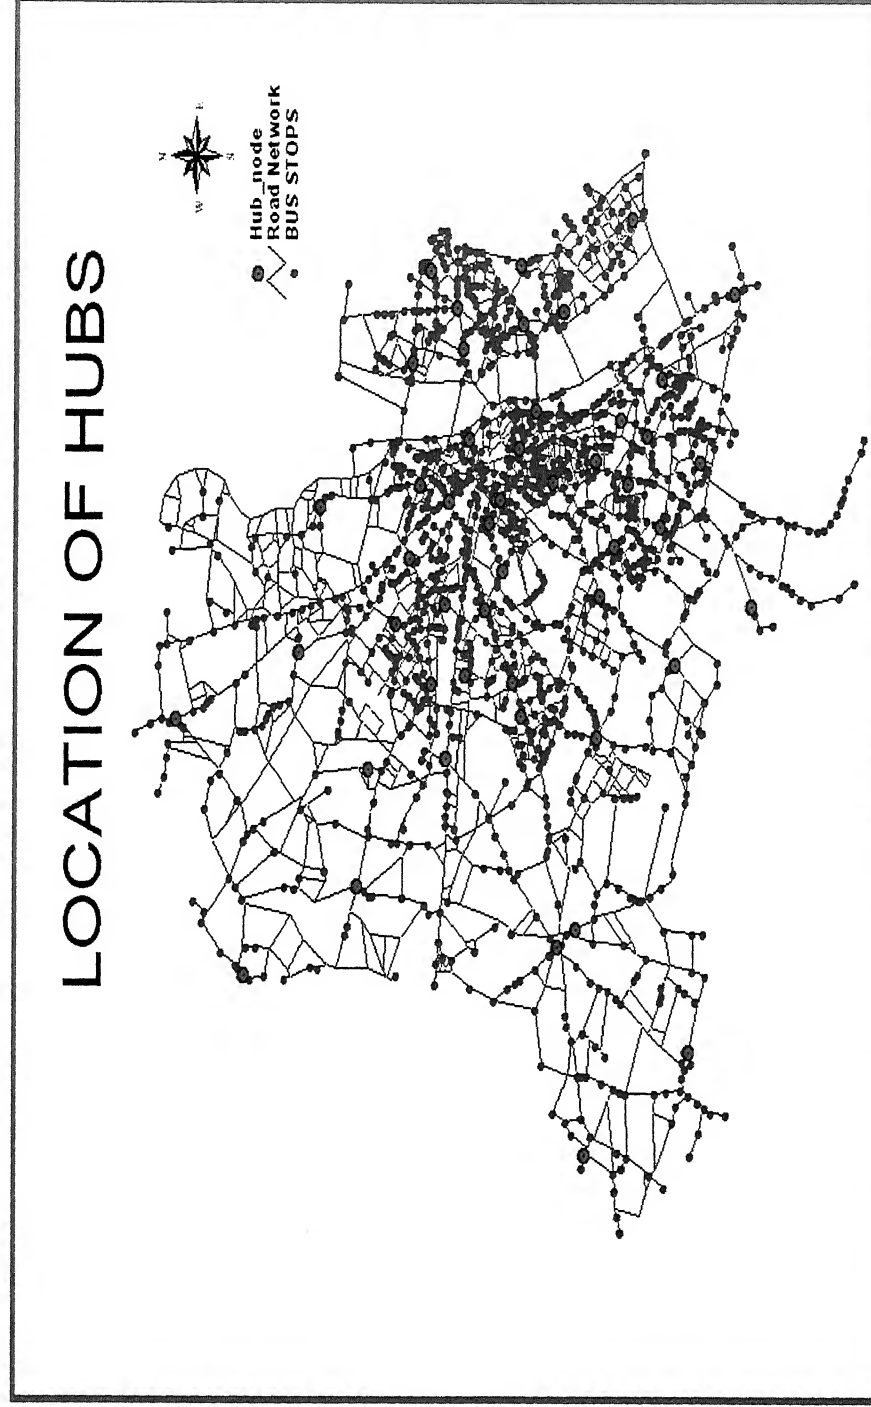 LOCATION OF HUBS
N
W E
S
Hub_node
Road Network
BUS STOPS